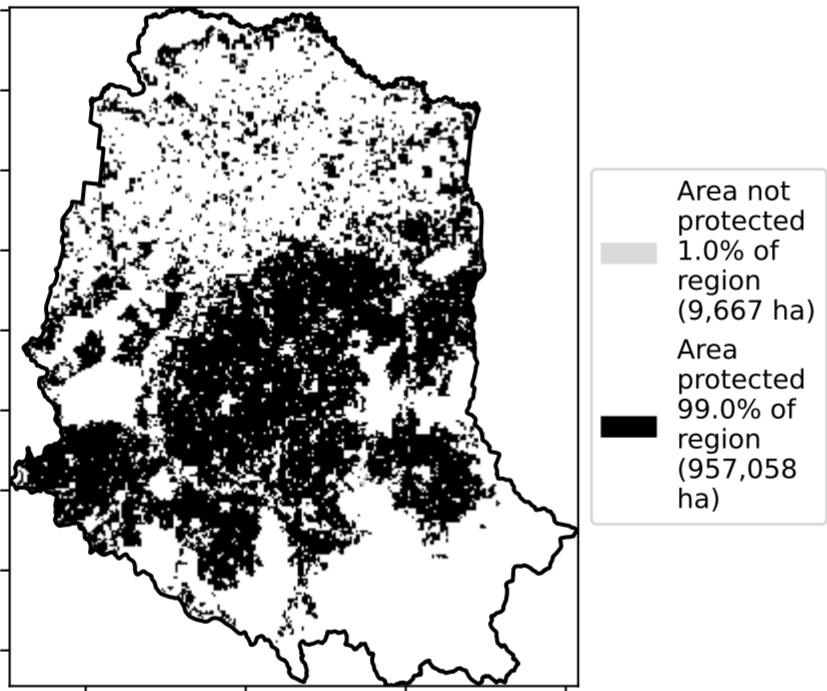 Area not
protected
1.0% of
region
(9,667 ha)
Area
protected
99.0% of
region
(957,058
ha)